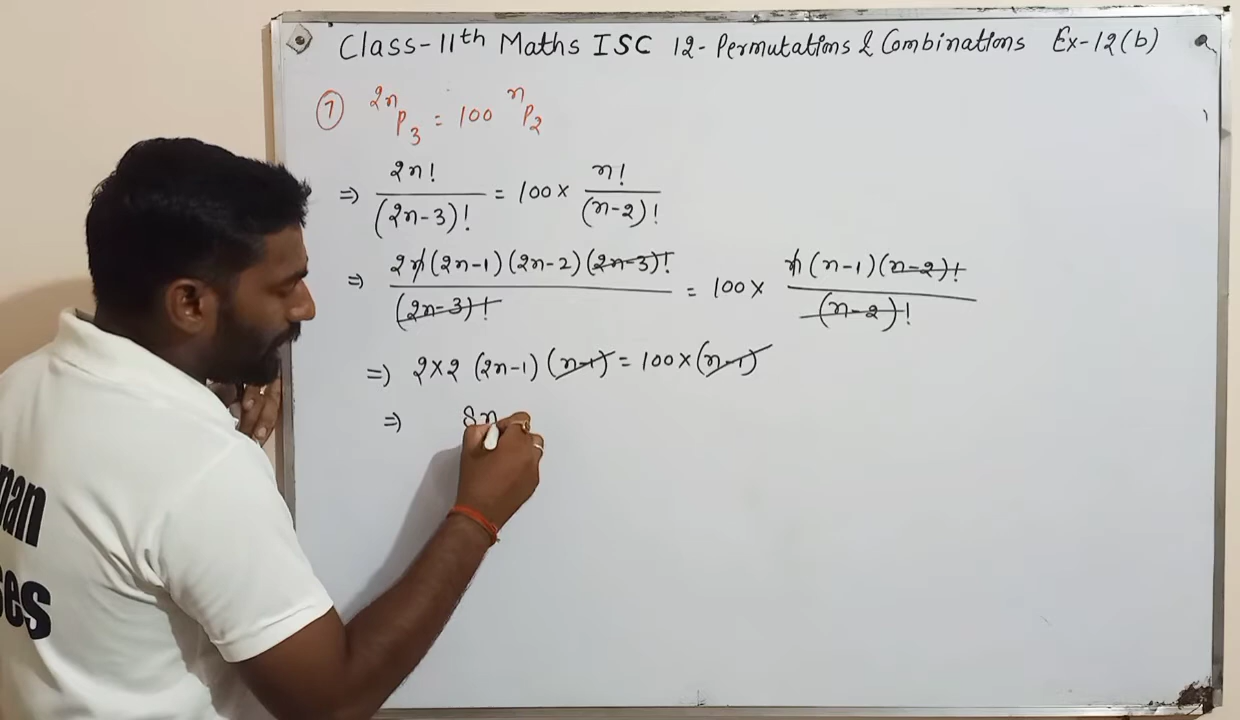 Class-11th Maths ISC 12- Permutations & Combinations Ex-12(b)
⑦ ²ⁿP₃ = 100 ⁿP₂
⇒ 2n!/(2n-3)! = 100 × n!/(n-2)!
⇒ 2n(2n-1)(2n-2)(2n-3)!/(2n-3)! = 100 × n(n-1)(n-2)!/(n-2)!
⇒ 2×2 (2n-1)(n-1) = 100×(n-1)
⇒ 8n